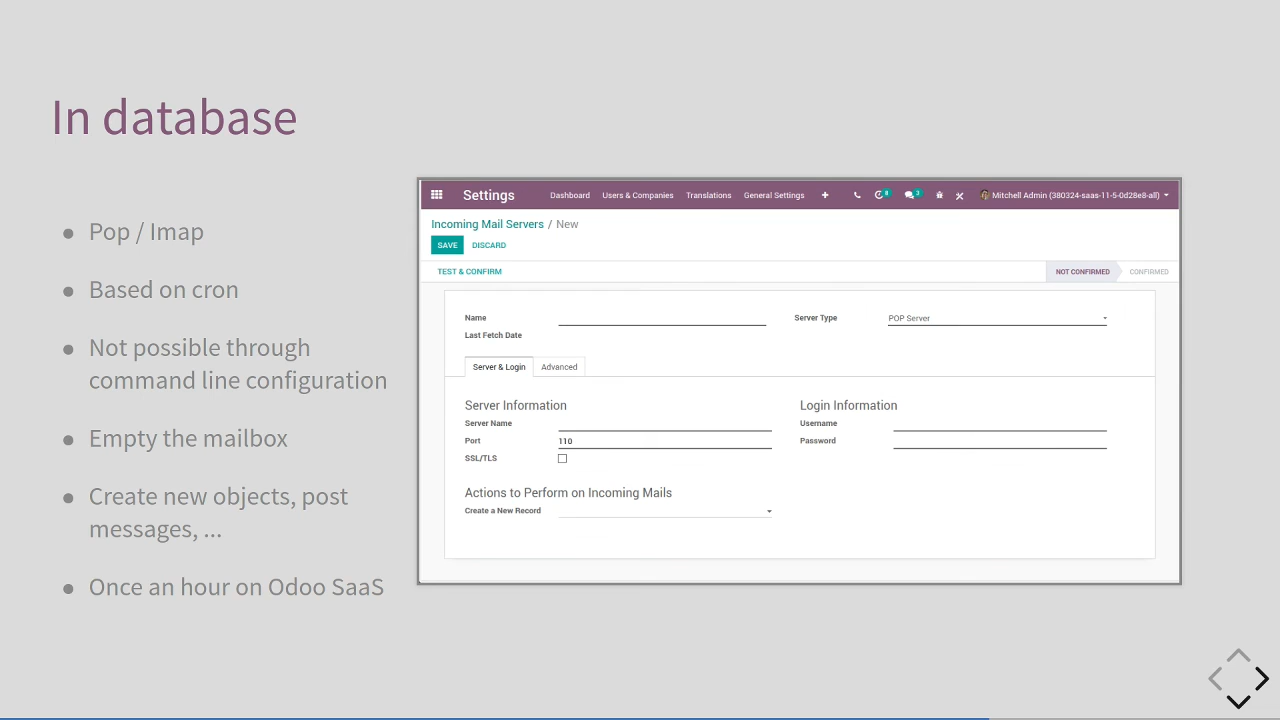 In database
Pop / Imap
Based on cron
Not possible through
command line configuration
Empty the mailbox
Create new objects, post
messages, ...
Once an hour on Odoo SaaS
Settings Dashboard Users & Companies Translations General Settings 8 3 Mitchell Admin (380324-saas-11-5-0d28e8-all)
Incoming Mail Servers / New
SAVE DISCARD
TEST & CONFIRM NOT CONFIRMED CONFIRMED
Name Server Type POP Server
Last Fetch Date
Server & Login Advanced
Server Information Login Information
Server Name Username
Port 110 Password
SSL/TLS
Actions to Perform on Incoming Mails
Create a New Record